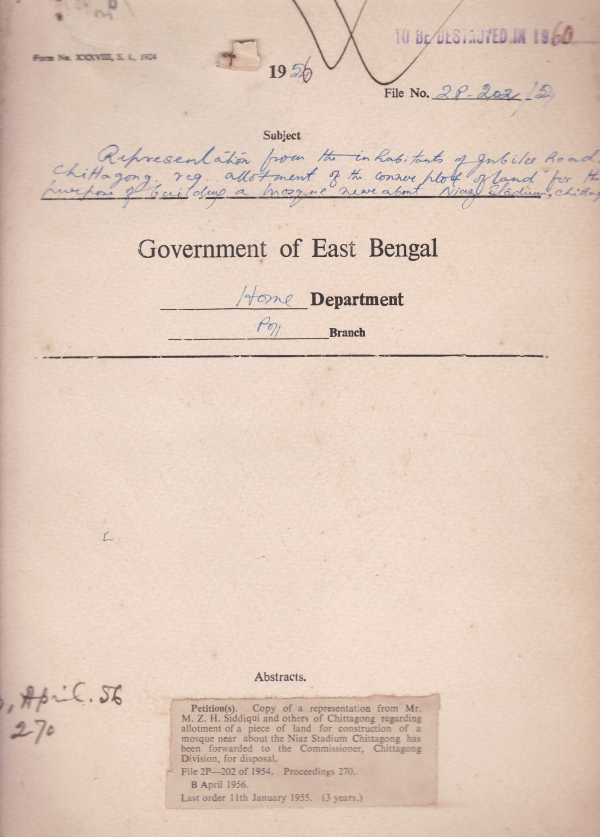 TO BE DESTROYED IN 1960
Form No. XXXVIII, S. 1., 1924
1956
File No. 2P-202/5
Subject
Representation from the inhabitants of Jubilee Road
Chittagong. reg. allotment of the plot of land for the
purpose of building a mosque near about Niaz Stadium, Chittag
Government of East Bengal
Home Department
Poll Branch
Abstracts.
April. 56
270
Petition(s). Copy of a representation from Mr.
M. Z. H. Siddiqui and others of Chittagong regarding
allotment of a piece of land for construction of a
mosque near about the Niaz Stadium Chittagong has
been forwarded to the Commissioner, Chittagong
Division, for disposal.
File 2P—202 of 1954. Proceedings 270.
B April 1956.
Last order 11th January 1955. (3 years.)